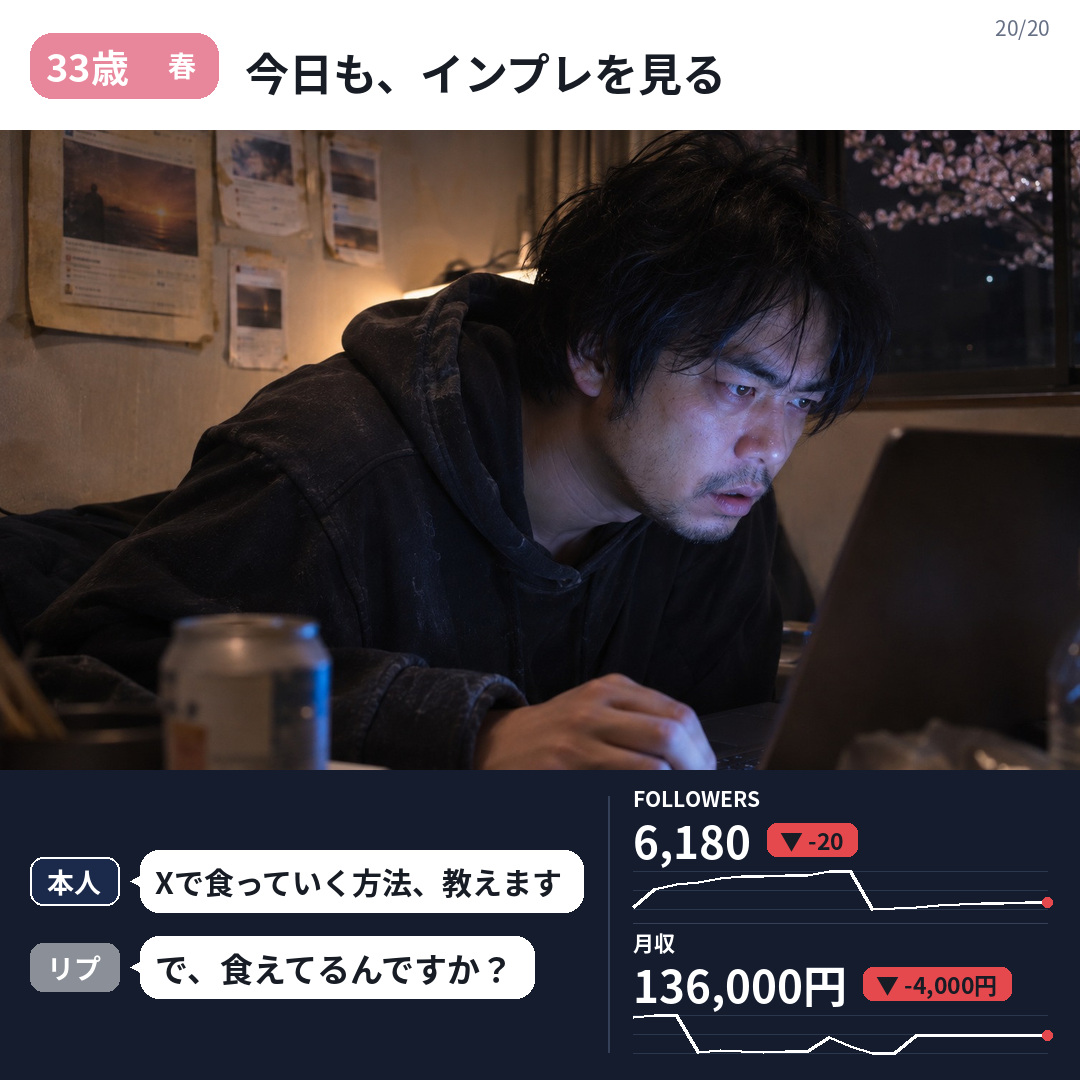 20/20
33歳 春
今日も、インプレを見る
本人
Xで食っていく方法、教えます
リプ
で、食えてるんですか？
FOLLOWERS
6,180 ▼ -20
月収
136,000円 ▼ -4,000円